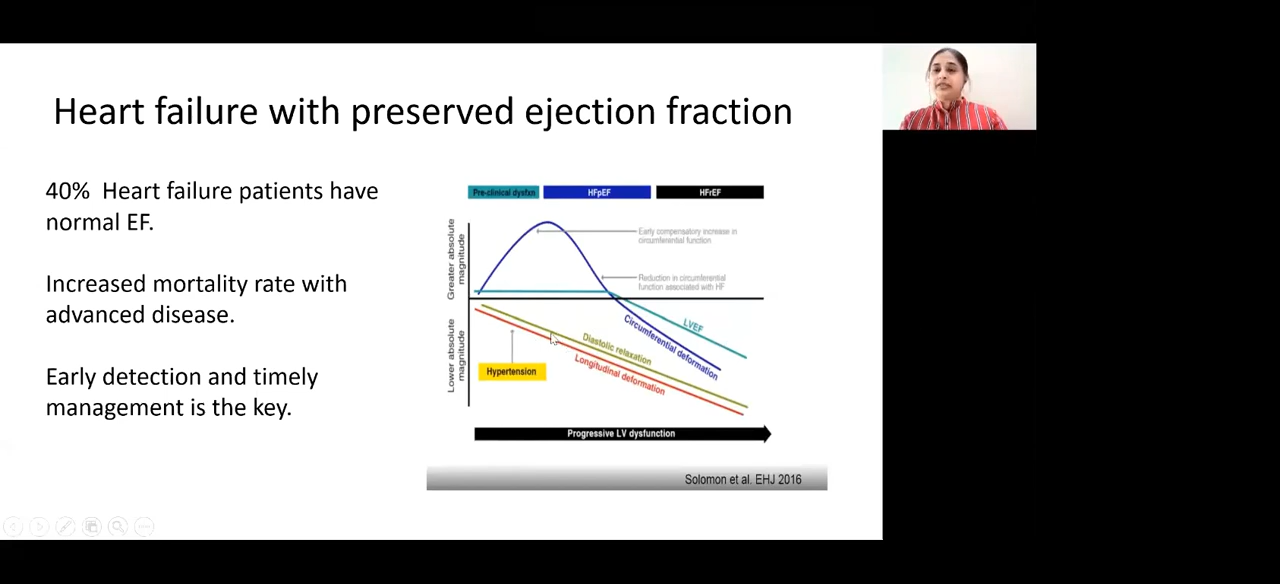 Heart failure with preserved ejection fraction
40% Heart failure patients have
normal EF.
Increased mortality rate with
advanced disease.
Early detection and timely
management is the key.
Pre-clinical dysfxn
HFpEF
HFrEF
Greater absolute
magnitude
Lower absolute
magnitude
Early compensatory increase in
circumferential function
Reduction in circumferential
function associated with HF
LVEF
Circumferential deformation
Diastolic relaxation
Longitudinal deformation
Hypertension
Progressive LV dysfunction
Solomon et al. EHJ 2016